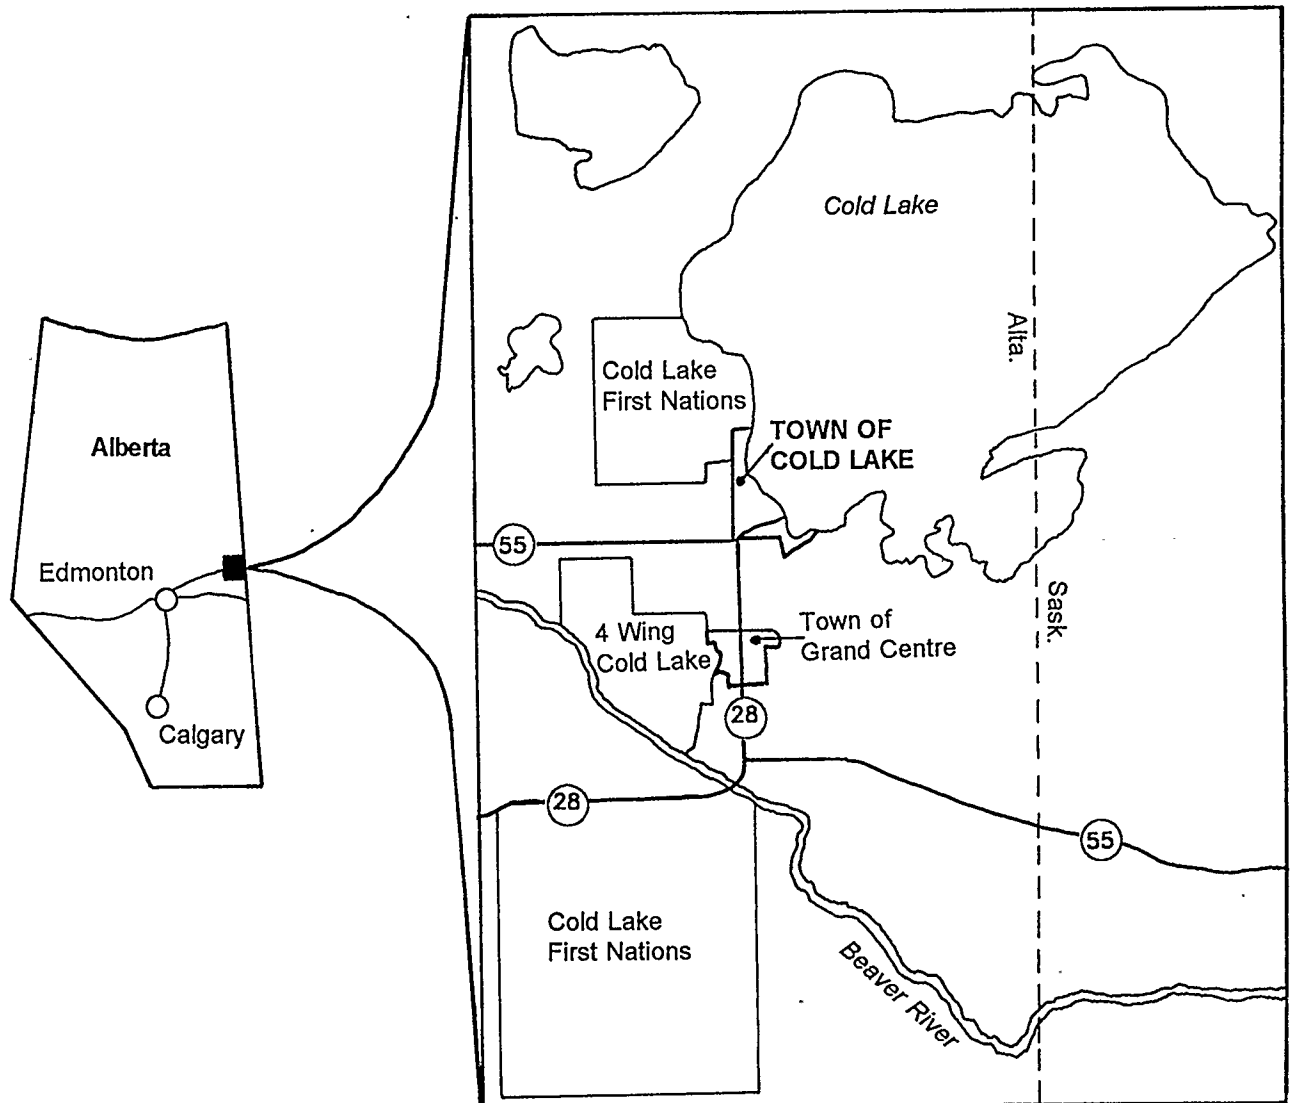 Cold Lake
Alta.
Cold Lake
First Nations
Alberta
TOWN OF
COLD LAKE
55
Edmonton
Sask.
4 Wing
Cold Lake
Town of
Grand Centre
28
Calgary
28
55
Cold Lake
First Nations
Beaver River